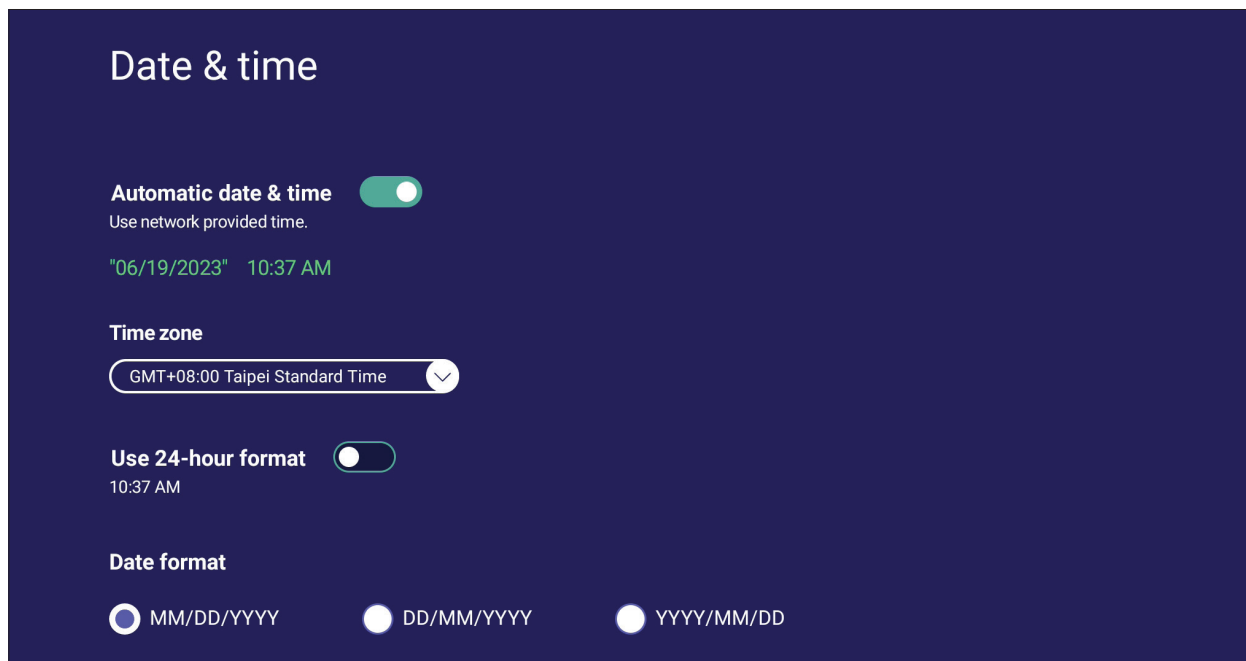 Date & time
Automatic date & time
Use network provided time.
"06/19/2023" 10:37 AM
Time zone
GMT+08:00 Taipei Standard Time
Use 24-hour format
10:37 AM
Date format
MM/DD/YYYY DD/MM/YYYY YYYY/MM/DD